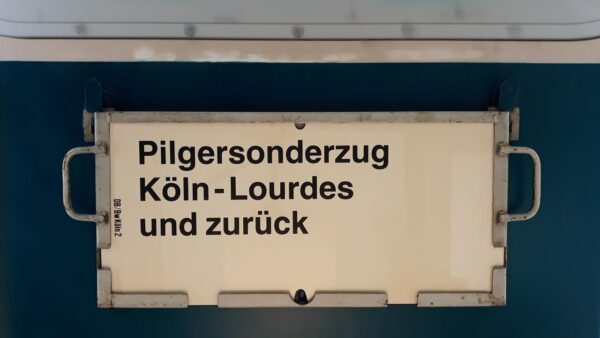 Pilgersonderzug
Köln-Lourdes
und zurück
DB/Bw Köln 2